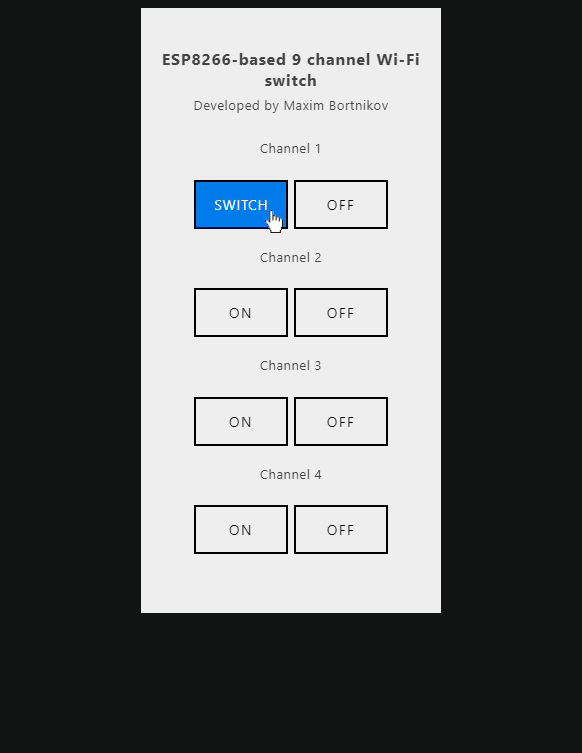 ESP8266-based 9 channel Wi-Fi
switch
Developed by Maxim Bortnikov
Channel 1
SWITCH OFF
Channel 2
ON OFF
Channel 3
ON OFF
Channel 4
ON OFF